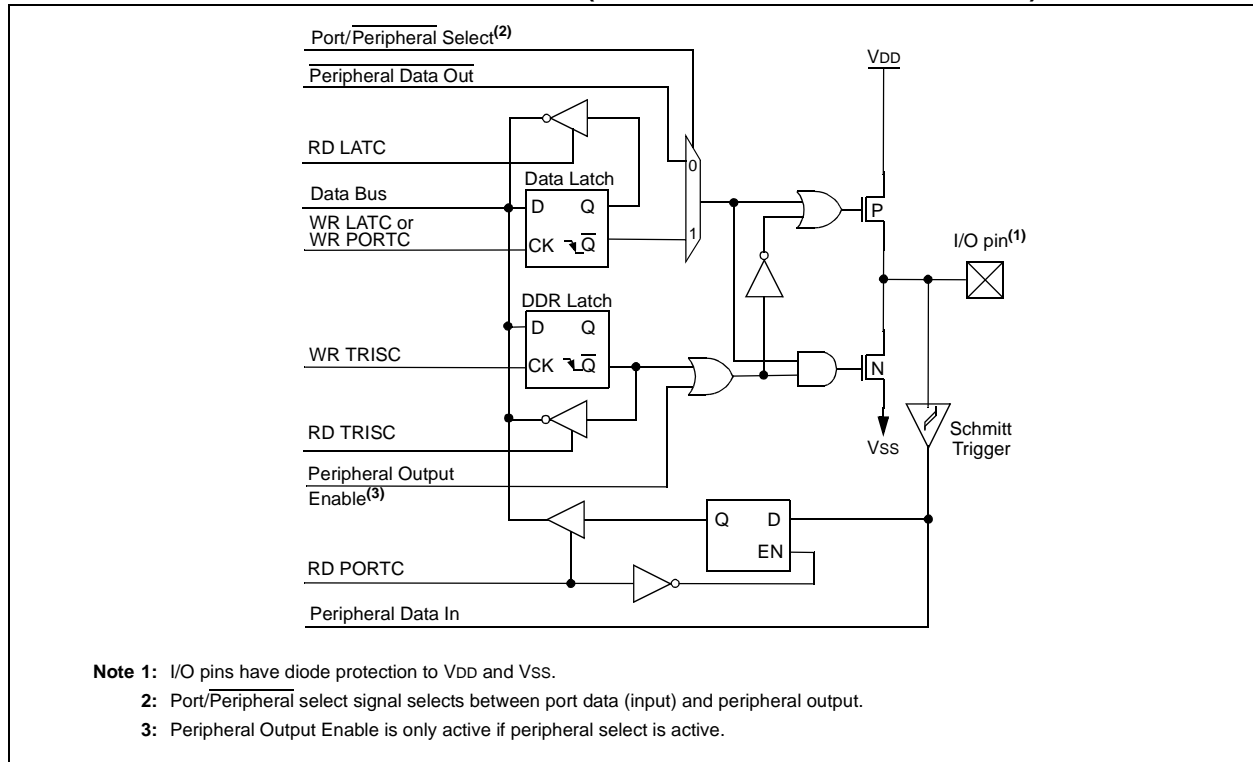 Port/Peripheral Select(2)
Peripheral Data Out
VDD
RD LATC
0
Data Latch
Data Bus
D Q
WR LATC or
WR PORTC
CK Q
1
P
I/O pin(1)
DDR Latch
D Q
WR TRISC
CK Q
N
RD TRISC
VSS
Schmitt
Trigger
Peripheral Output
Enable(3)
Q D
EN
RD PORTC
Peripheral Data In
Note 1: I/O pins have diode protection to VDD and VSS.
2: Port/Peripheral select signal selects between port data (input) and peripheral output.
3: Peripheral Output Enable is only active if peripheral select is active.